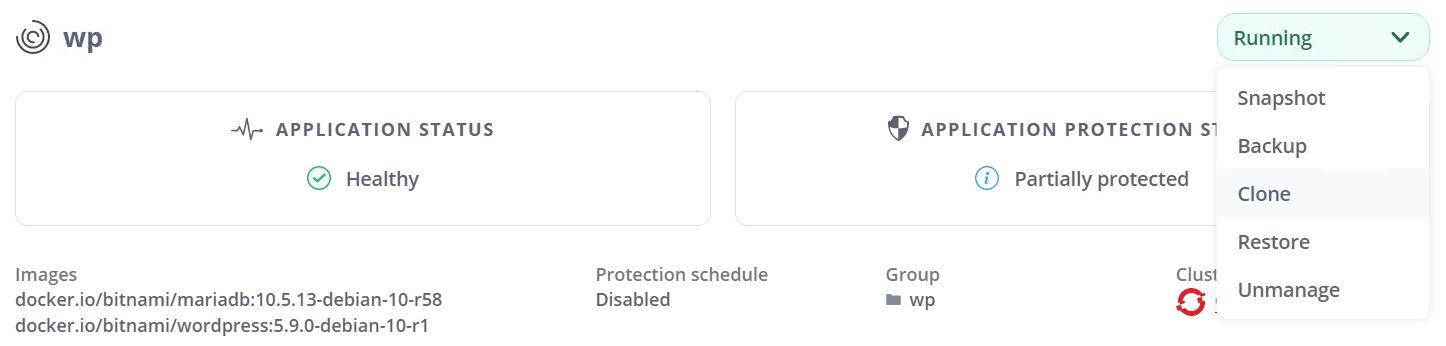 wp
Running
Snapshot
Backup
Clone
Restore
Unmanage
APPLICATION STATUS
Healthy
APPLICATION PROTECTION
Partially protected
Images
docker.io/bitnami/mariadb:10.5.13-debian-10-r58
docker.io/bitnami/wordpress:5.9.0-debian-10-r1
Protection schedule
Disabled
Group
wp